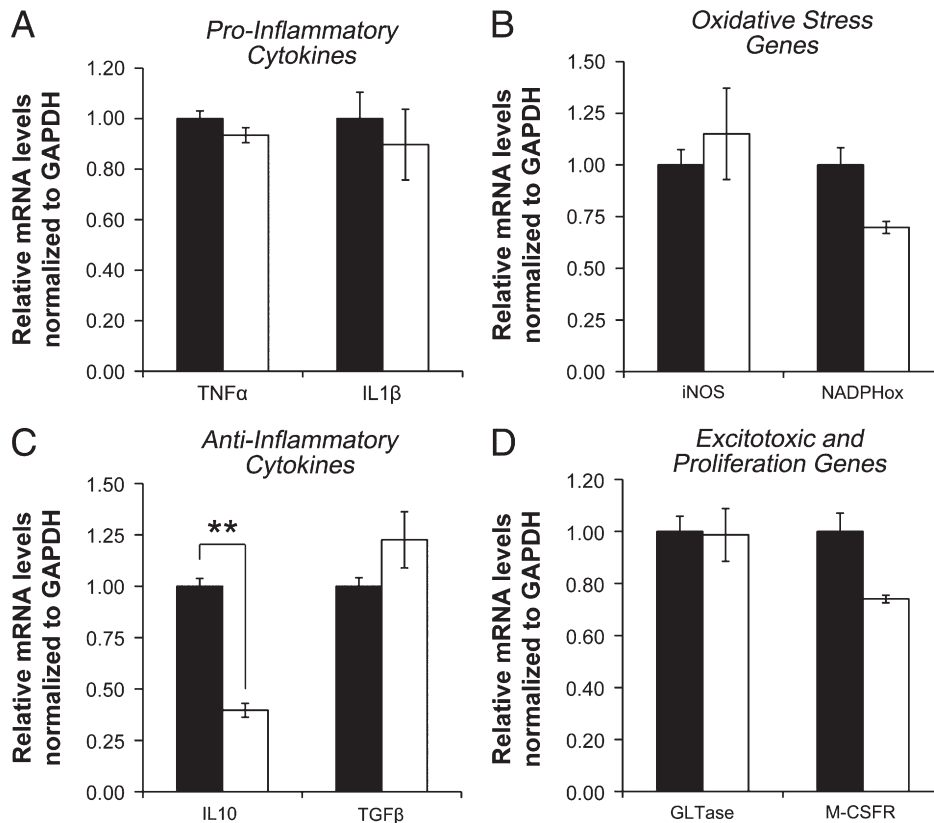 A
Pro-Inflammatory
Cytokines
Relative mRNA levels
normalized to GAPDH
1.20
1.00
0.80
0.60
0.40
0.20
0.00
TNFα
IL1β
B
Oxidative Stress
Genes
Relative mRNA levels
normalized to GAPDH
1.50
1.25
1.00
0.75
0.50
0.25
0.00
iNOS
NADPHox
C
Anti-Inflammatory
Cytokines
Relative mRNA levels
normalized to GAPDH
1.50
1.25
1.00
0.75
0.50
0.25
0.00
**
IL10
TGFβ
D
Excitotoxic and
Proliferation Genes
Relative mRNA levels
normalized to GAPDH
1.20
1.00
0.80
0.60
0.40
0.20
0.00
GLTase
M-CSFR